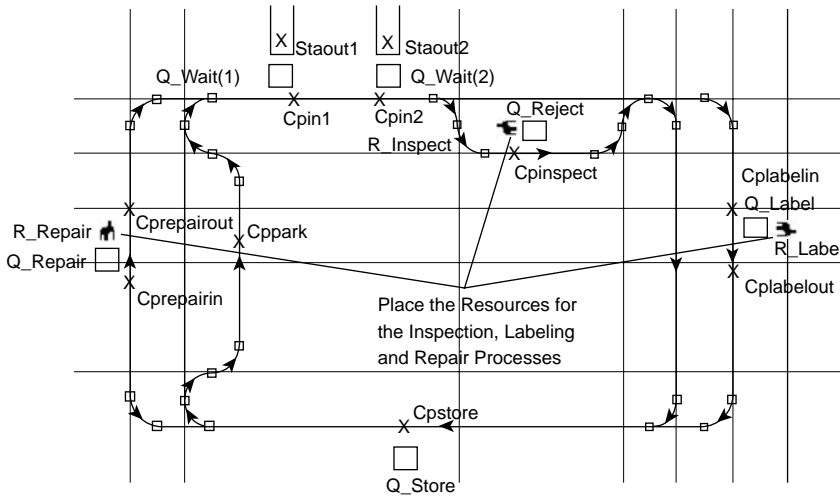 X Staout1
X Staout2
Q_Wait(1)
Q_Wait(2)
X Cpin1
X Cpin2
Q_Reject
R_Inspect
X Cpinspect
Cplabelin
X Q_Label
R_Labe
X Cplabelout
X Cprepairout
R_Repair
X Cppark
Q_Repair
X Cprepairin
Place the Resources for
the Inspection, Labeling
and Repair Processes
Cpstore
X
Q_Store